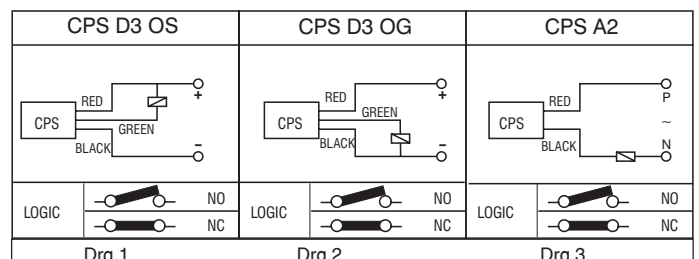 CPS D3 OS
CPS D3 OG
CPS A2
RED
+
CPS
GREEN
BLACK
-
RED
+
CPS
GREEN
BLACK
-
RED
P
CPS
~
BLACK
N
LOGIC
NO
NC
LOGIC
NO
NC
LOGIC
NO
NC
Drg 1
Drg 2
Drg 3